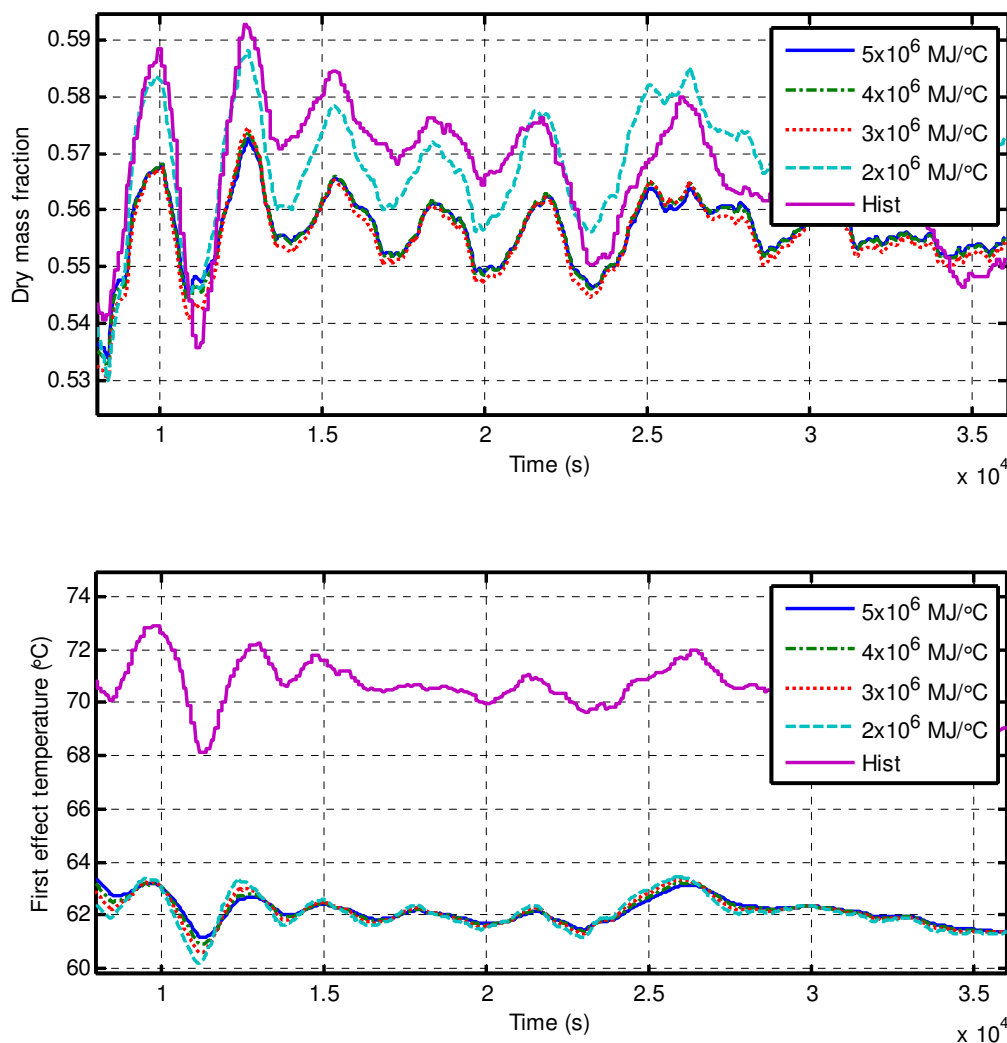 0.59
0.58
0.57
0.56
0.55
0.54
0.53
Dry mass fraction
5x10⁶ MJ/°C
4x10⁶ MJ/°C
3x10⁶ MJ/°C
2x10⁶ MJ/°C
Hist
1 1.5 2 2.5 3 3.5
Time (s)
x 10⁴
74
72
70
68
66
64
62
60
First effect temperature (°C)
5x10⁶ MJ/°C
4x10⁶ MJ/°C
3x10⁶ MJ/°C
2x10⁶ MJ/°C
Hist
1 1.5 2 2.5 3 3.5
Time (s)
x 10⁴